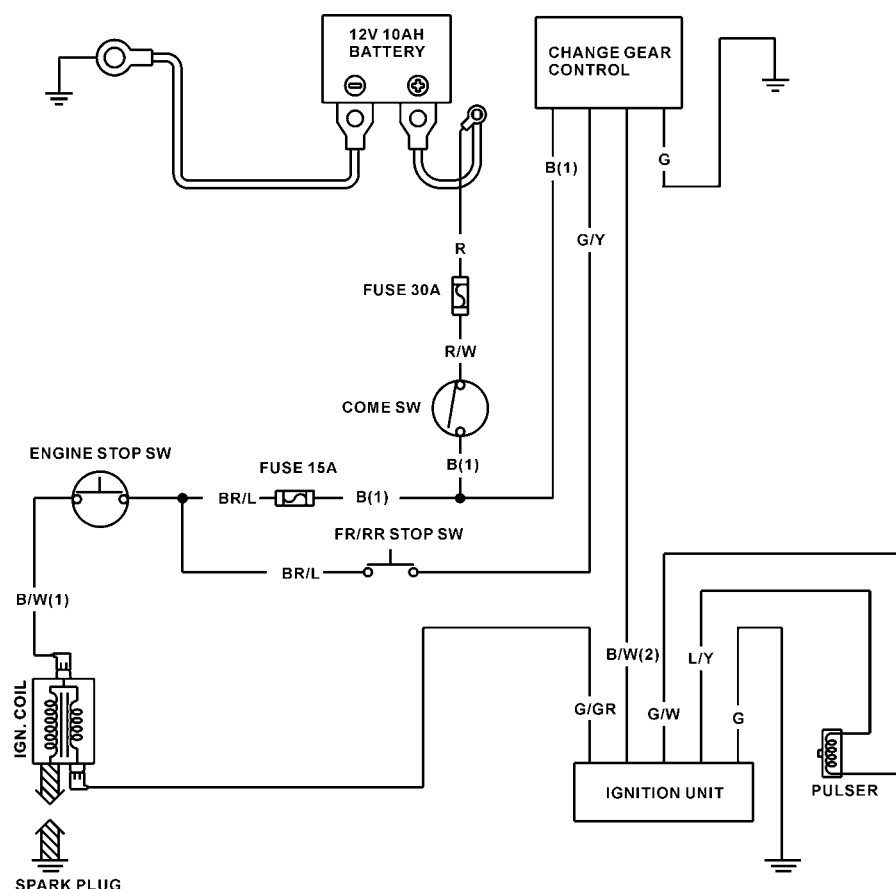 12V 10AH
BATTERY
CHANGE GEAR
CONTROL
B(1)
G
G/Y
R
FUSE 30A
R/W
COME SW
B(1)
ENGINE STOP SW
FUSE 15A
BR/L
B(1)
FR/RR STOP SW
BR/L
B/W(1)
B/W(2)
L/Y
G/GR
G/W
G
IGN. COIL
IGNITION UNIT
PULSER
SPARK PLUG